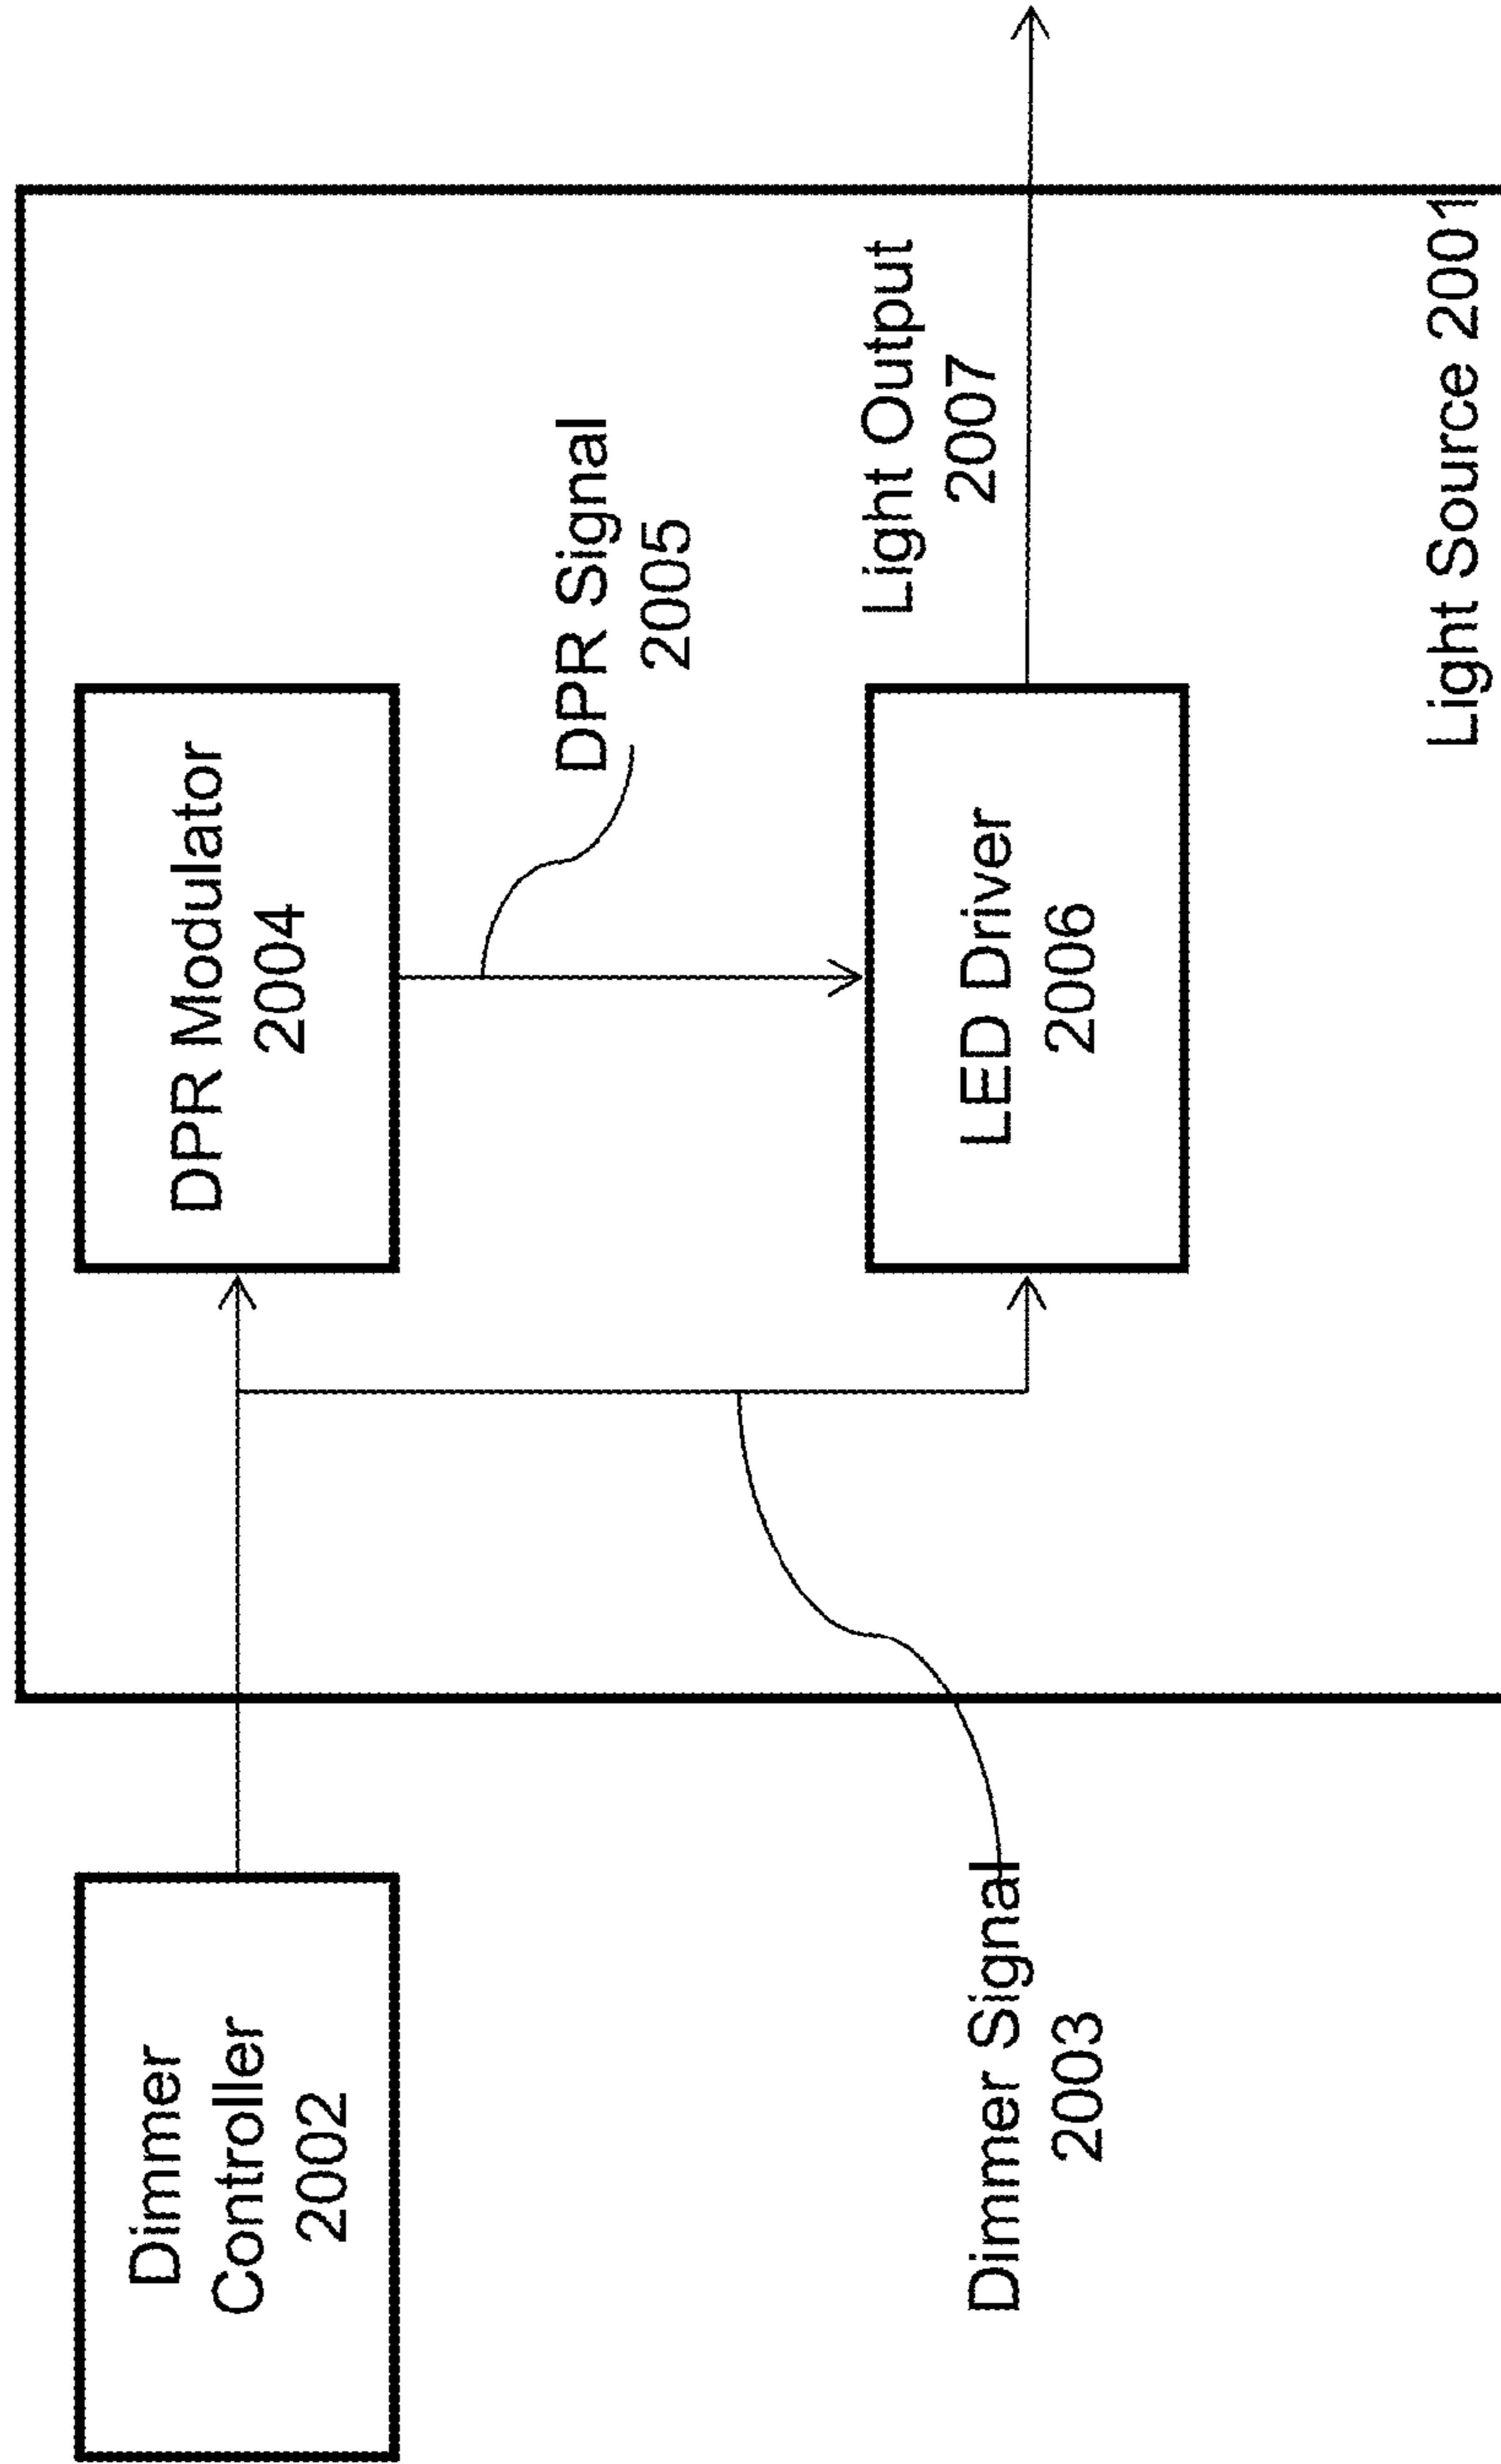 Dimmer
Controller
2002
DPR Modulator
2004
DPR Signal
2005
Dimmer Signal
2003
LED Driver
2006
Light Output
2007
Light Source 2001